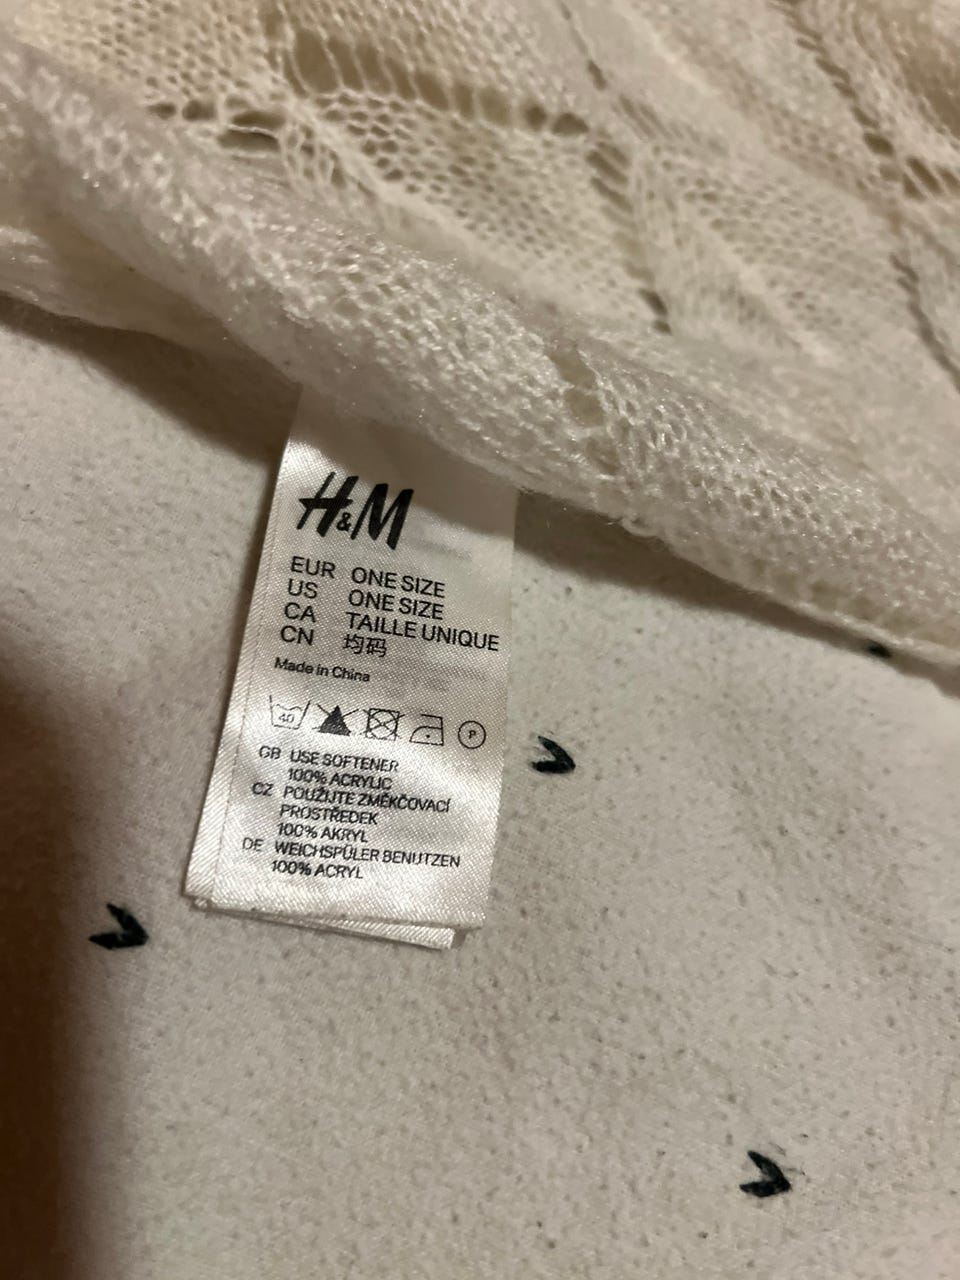 H&M
EUR ONE SIZE
US ONE SIZE
CA TAILLE UNIQUE
CN 均码
Made in China
40
P
GB USE SOFTENER
100% ACRYLIC
CZ POUŽIJTE ZMĚKČOVACÍ
PROSTŘEDEK
100% AKRYL
DE WEICHSPÜLER BENUTZEN
100% ACRYL